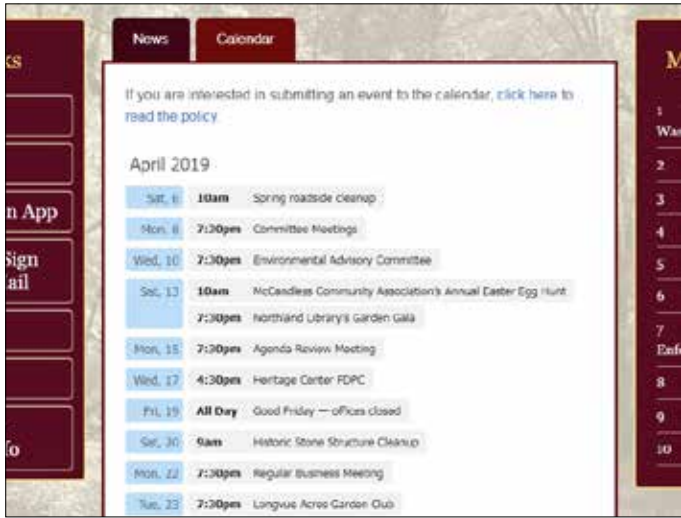 News
Calendar
If you are interested in submitting an event to the calendar, click here to
read the policy.
April 2019
Sat, 6 10am Spring roadside cleanup
Mon, 8 7:30pm Committee Meetings
Wed, 10 7:30pm Environmental Advisory Committee
Sat, 13 10am McCandless Community Association's Annual Easter Egg Hunt
7:30pm Northland Library's Garden Gala
Mon, 15 7:30pm Agenda Review Meeting
Wed, 17 4:30pm Heritage Center FDPC
Fri, 19 All Day Good Friday — offices closed
Sat, 20 9am Historic Stone Structure Cleanup
Mon, 22 7:30pm Regular Business Meeting
Tue, 23 7:30pm Longvue Acres Garden Club
ks
n App
Sign
ail
M
1
Was
2
3
4
5
6
7
Enf
8
9
10